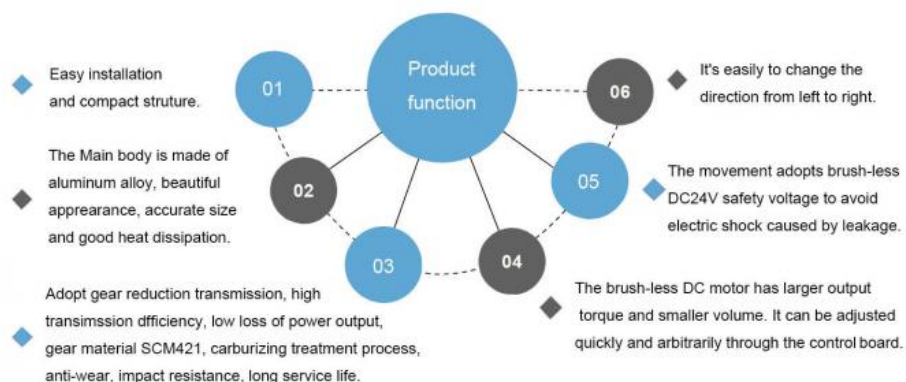 Product
function
01
Easy installation
and compact struture.
02
The Main body is made of
aluminum alloy, beautiful
apprearance, accurate size
and good heat dissipation.
03
Adopt gear reduction transmission, high
transimssion dfficiency, low loss of power output,
gear material SCM421, carburizing treatment process,
anti-wear, impact resistance, long service life.
04
The brush-less DC motor has larger output
torque and smaller volume. It can be adjusted
quickly and arbitrarily through the control board.
05
The movement adopts brush-less
DC24V safety voltage to avoid
electric shock caused by leakage.
06
It's easily to change the
direction from left to right.